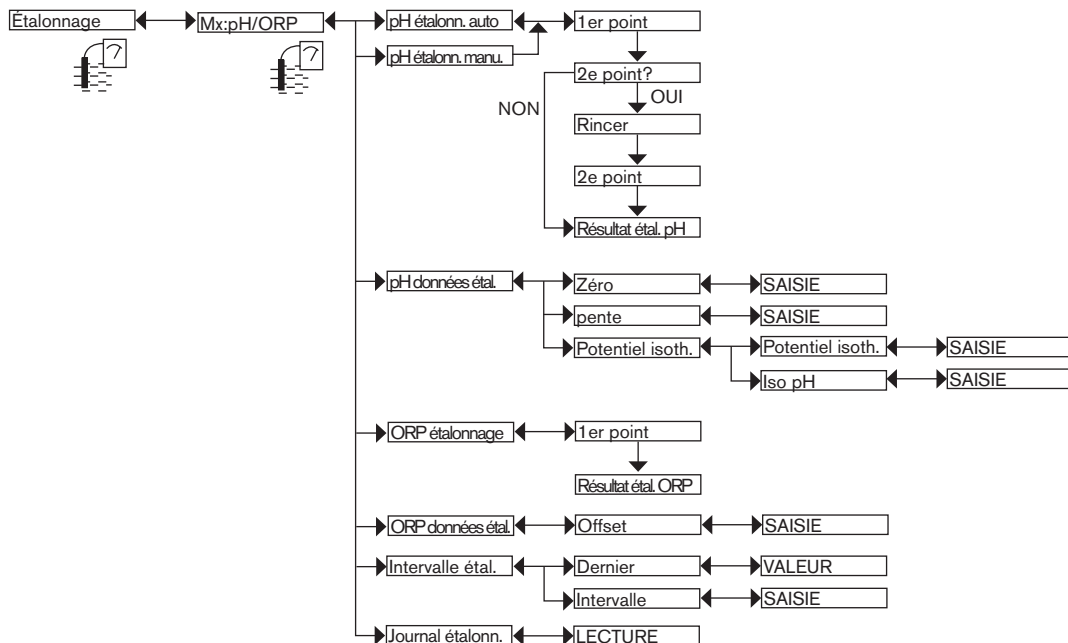 Étalonnage
Mx:pH/ORP
pH étalonn. auto
1er point
pH étalonn. manu.
2e point?
NON
OUI
Rincer
2e point
Résultat étal. pH
pH données étal.
Zéro
SAISIE
pente
SAISIE
Potentiel isoth.
Potentiel isoth.
SAISIE
Iso pH
SAISIE
ORP étalonnage
1er point
Résultat étal. ORP
ORP données étal.
Offset
SAISIE
Intervalle étal.
Dernier
VALEUR
Intervalle
SAISIE
Journal étalonn.
LECTURE